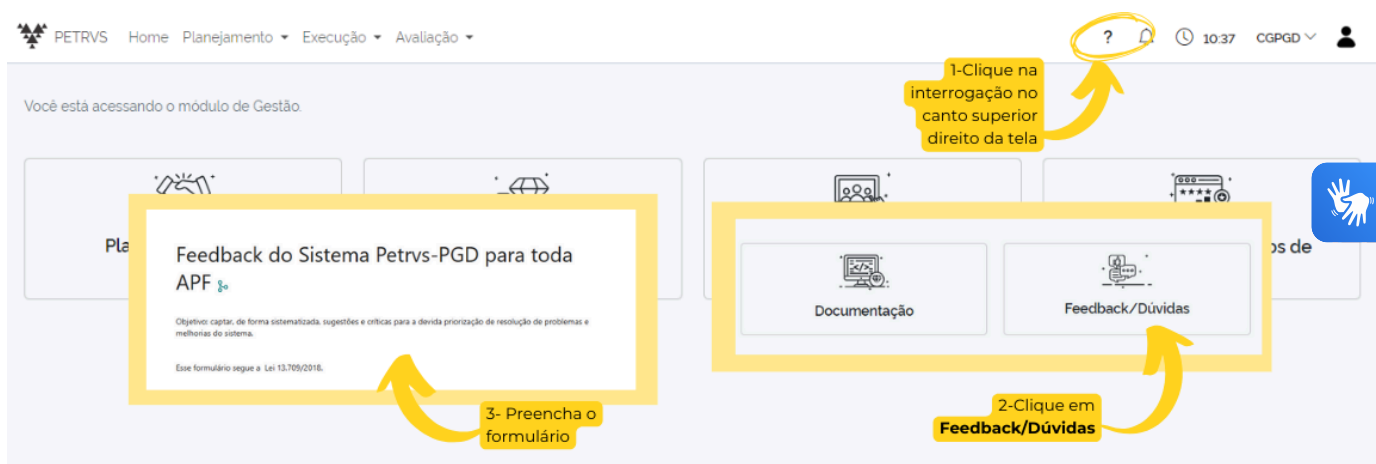 PETRVS Home Planejamento Execução Avaliação ? 10:37 CGPGD
1-Clique na
interrogação no
canto superior
direito da tela
Você está acessando o módulo de Gestão.
Pla
os de
Feedback do Sistema Petrvs-PGD para toda
APF
Objetivo: captar, de forma sistematizada, sugestões e críticas para a devida priorização de resolução de problemas e
melhorias do sistema.
Esse formulário segue a Lei 13.709/2018.
Documentação
Feedback/Dúvidas
3- Preencha o
formulário
2-Clique em
Feedback/Dúvidas